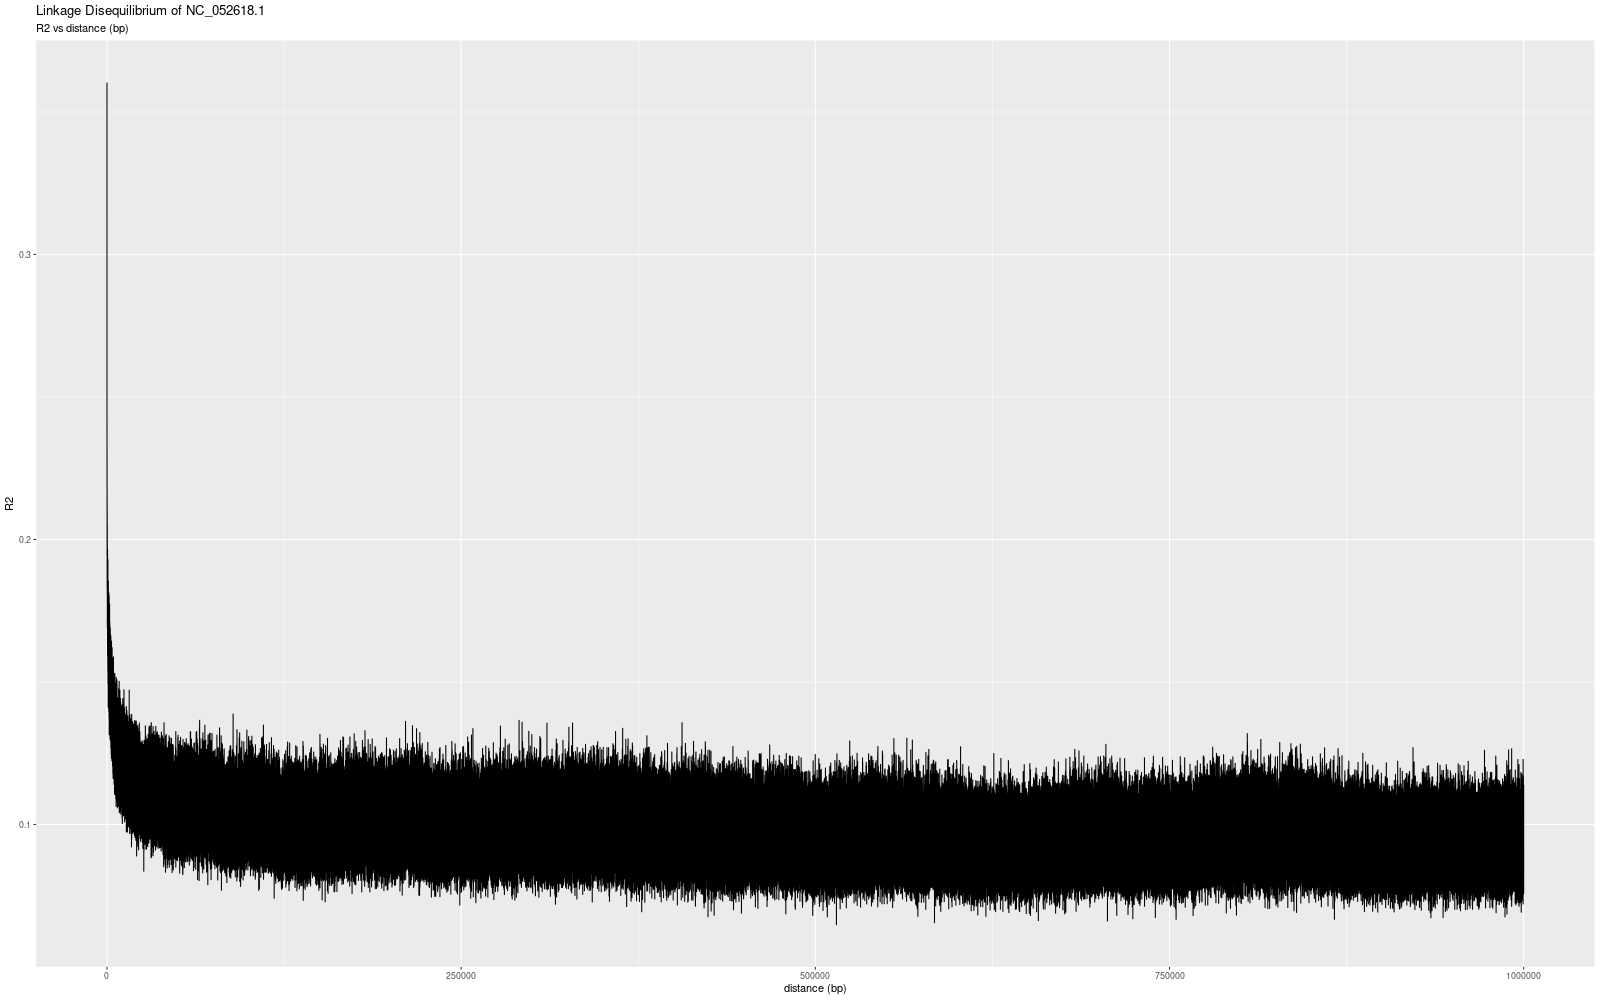 Linkage Disequilibrium of NC_052618.1
R2 vs distance (bp)
0.3
0.2
0.1
R2
0
250000
500000
750000
1000000
distance (bp)